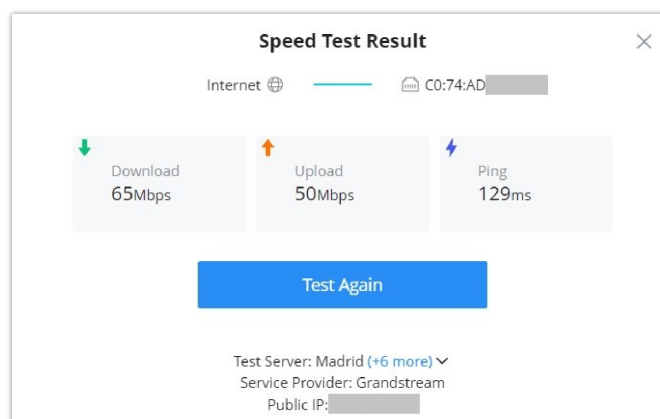 Speed Test Result
Internet C0:74:AD
Download
65Mbps
Upload
50Mbps
Ping
129ms
Test Again
Test Server: Madrid (+6 more)
Service Provider: Grandstream
Public IP: